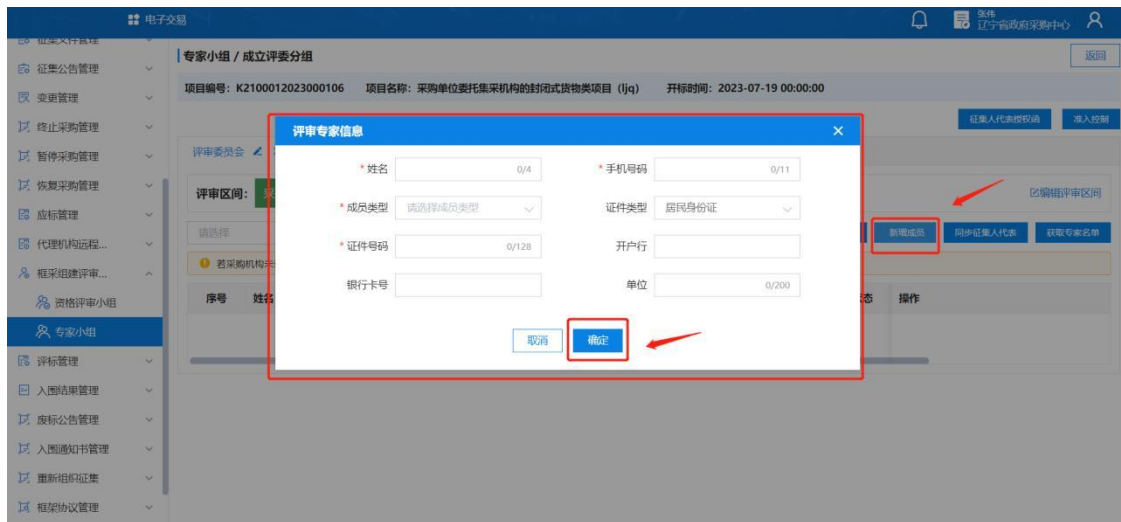 电子交易
张伟
辽宁省政府采购中心
征集文件管理
征集公告管理
变更管理
终止采购管理
暂停采购管理
恢复采购管理
应标管理
代理机构远程...
框采组建评审...
资格评审小组
专家小组
评标管理
入围结果管理
废标公告管理
入围通知书管理
重新组织征集
框架协议管理
专家小组 / 成立评委分组
返回
项目编号：K2100012023000106 项目名称：采购单位委托集采机构的封闭式货物类项目（ljq） 开标时间：2023-07-19 00:00:00
征集人代表授权函 准入控制
评审委员会
评审区间：
编辑评审区间
请选择
新增成员 同步征集人代表 获取专家名单
若采购机构未
序号 姓名 态 操作
评审专家信息 ×
* 姓名 0/4 * 手机号码 0/11
* 成员类型 请选择成员类型 证件类型 居民身份证
* 证件号码 0/128 开户行
银行卡号 单位 0/200
取消 确定